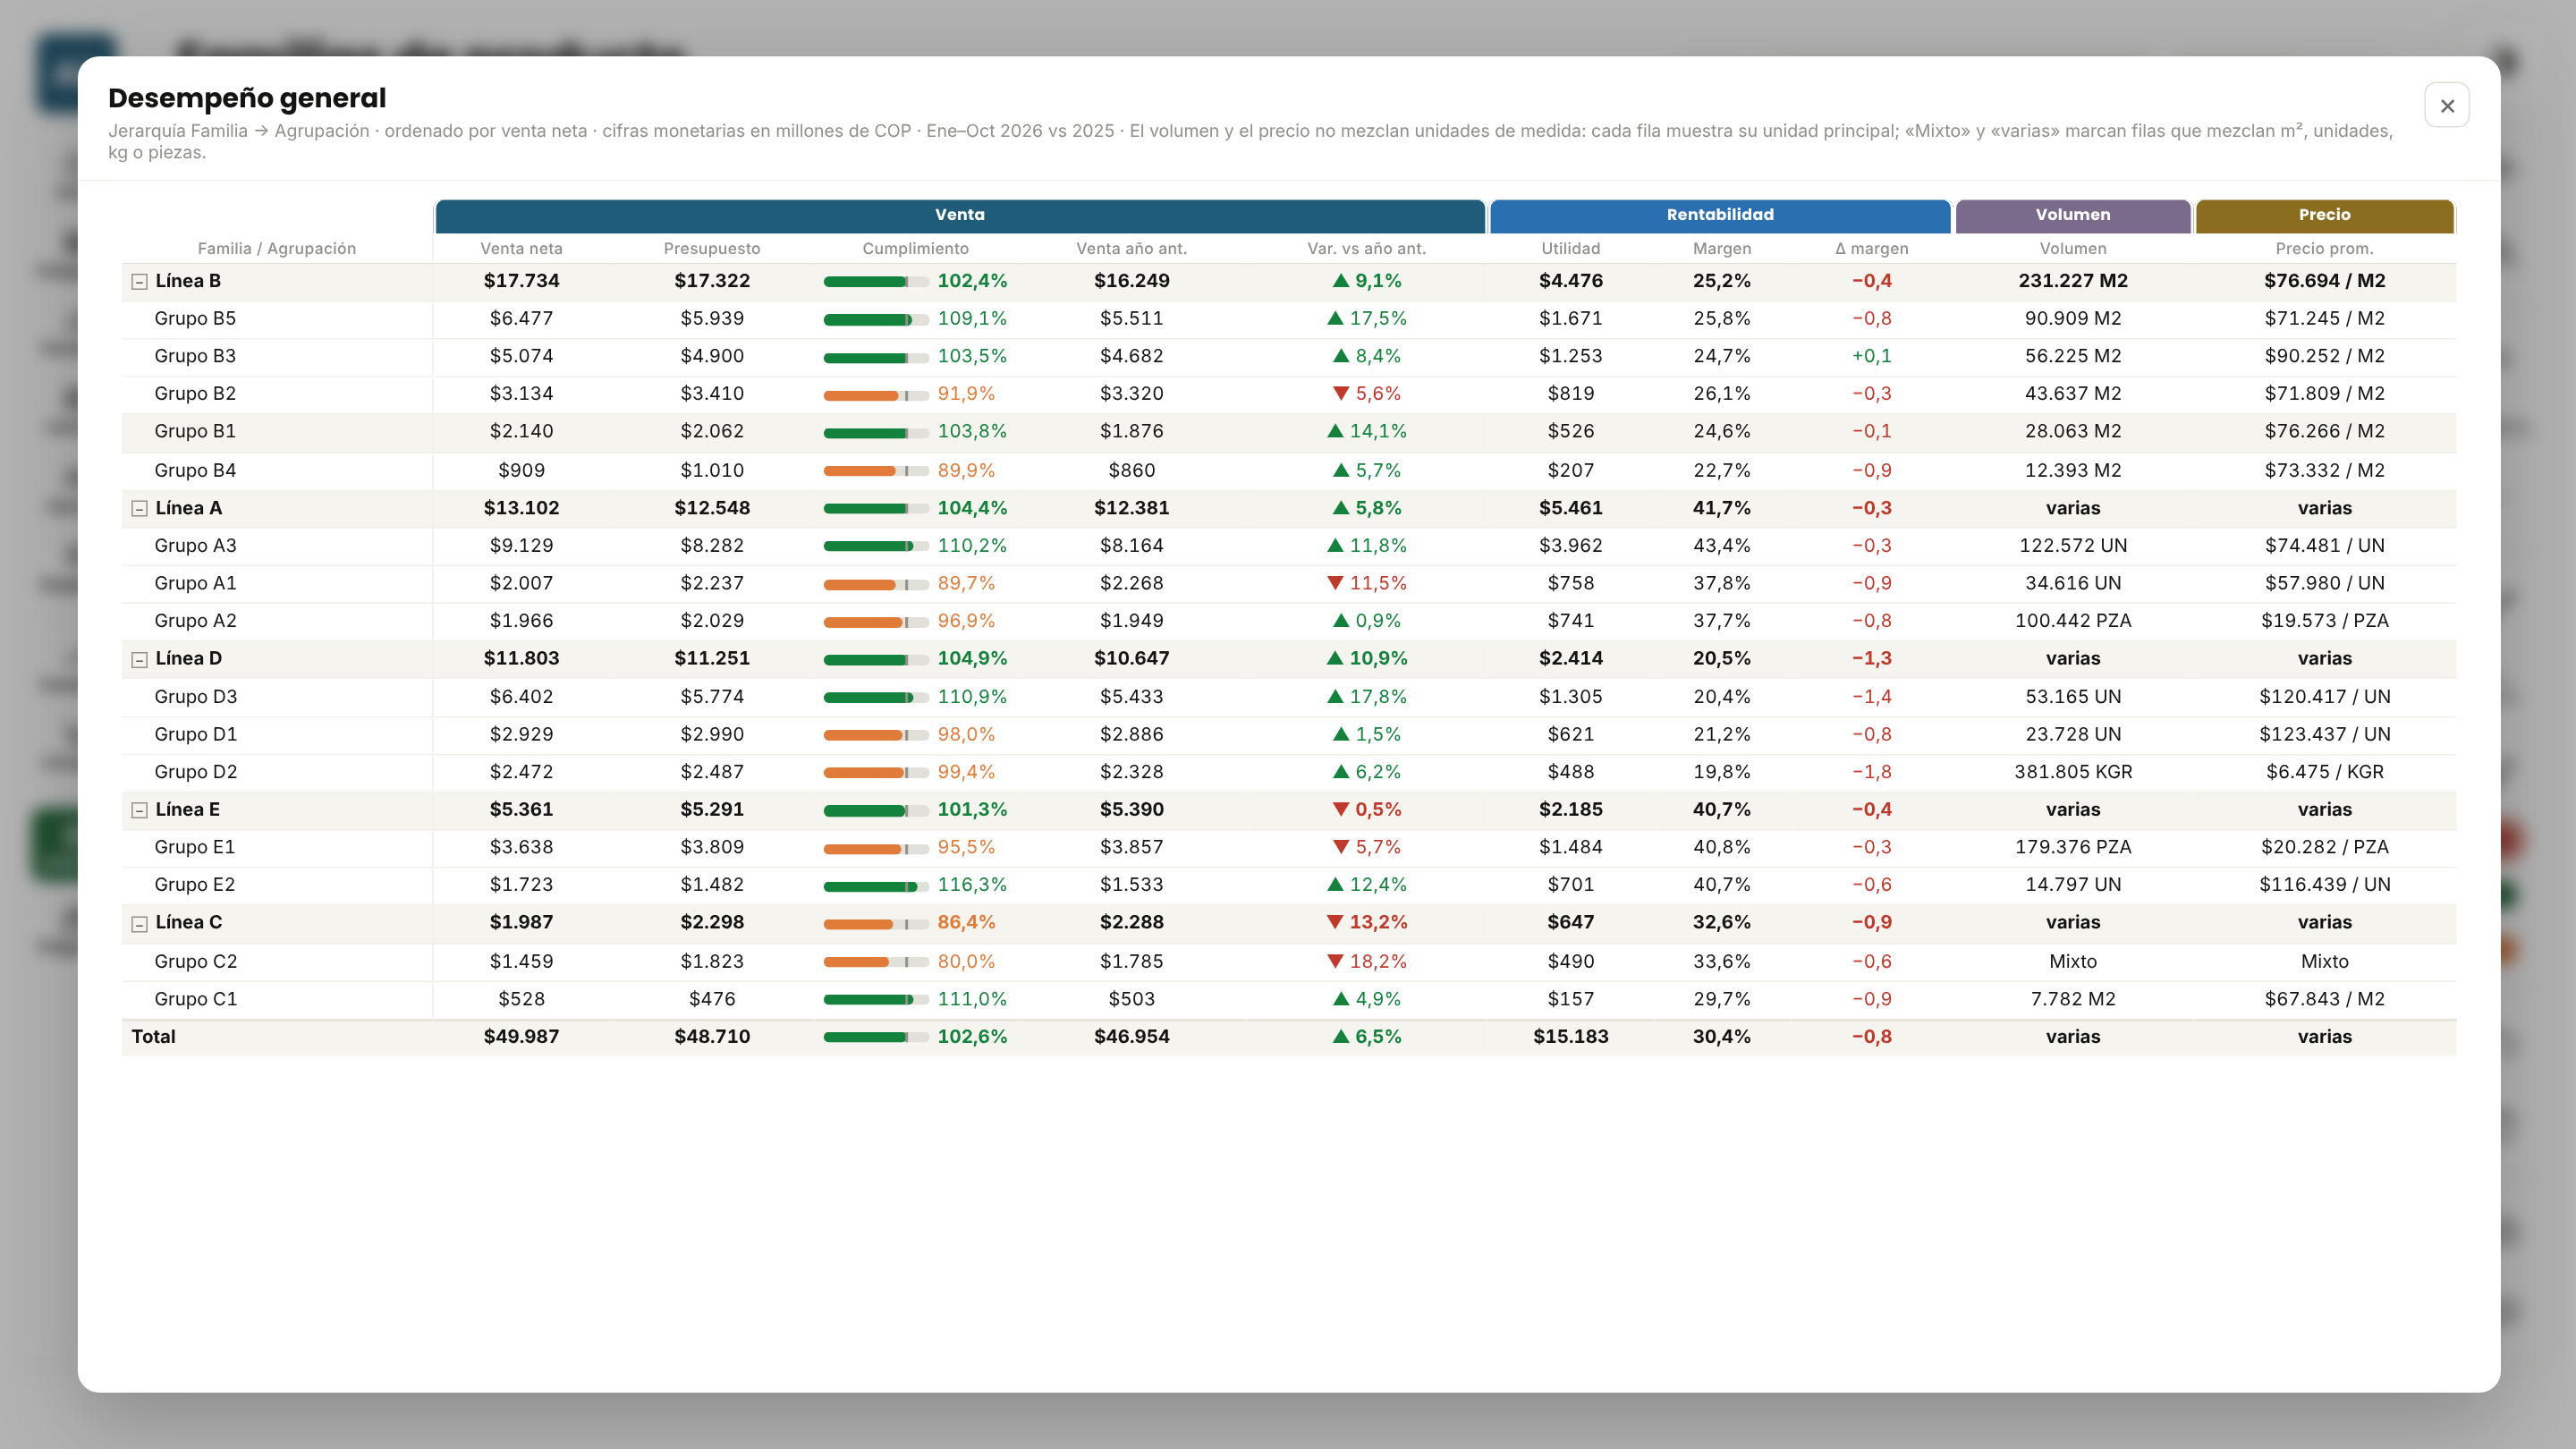 Desempeño general
Jerarquía Familia → Agrupación · ordenado por venta neta · cifras monetarias en millones de COP · Ene–Oct 2026 vs 2025 · El volumen y el precio no mezclan unidades de medida: cada fila muestra su unidad principal; «Mixto» y «varias» marcan filas que mezclan m², unidades,
kg o piezas.
Venta Rentabilidad Volumen Precio
Familia / Agrupación Venta neta Presupuesto Cumplimiento Venta año ant. Var. vs año ant. Utilidad Margen Δ margen Volumen Precio prom.
Línea B $17.734 $17.322 102,4% $16.249 ▲ 9,1% $4.476 25,2% −0,4 231.227 M2 $76.694 / M2
Grupo B5 $6.477 $5.939 109,1% $5.511 ▲ 17,5% $1.671 25,8% −0,8 90.909 M2 $71.245 / M2
Grupo B3 $5.074 $4.900 103,5% $4.682 ▲ 8,4% $1.253 24,7% +0,1 56.225 M2 $90.252 / M2
Grupo B2 $3.134 $3.410 91,9% $3.320 ▼ 5,6% $819 26,1% −0,3 43.637 M2 $71.809 / M2
Grupo B1 $2.140 $2.062 103,8% $1.876 ▲ 14,1% $526 24,6% −0,1 28.063 M2 $76.266 / M2
Grupo B4 $909 $1.010 89,9% $860 ▲ 5,7% $207 22,7% −0,9 12.393 M2 $73.332 / M2
Línea A $13.102 $12.548 104,4% $12.381 ▲ 5,8% $5.461 41,7% −0,3 varias varias
Grupo A3 $9.129 $8.282 110,2% $8.164 ▲ 11,8% $3.962 43,4% −0,3 122.572 UN $74.481 / UN
Grupo A1 $2.007 $2.237 89,7% $2.268 ▼ 11,5% $758 37,8% −0,9 34.616 UN $57.980 / UN
Grupo A2 $1.966 $2.029 96,9% $1.949 ▲ 0,9% $741 37,7% −0,8 100.442 PZA $19.573 / PZA
Línea D $11.803 $11.251 104,9% $10.647 ▲ 10,9% $2.414 20,5% −1,3 varias varias
Grupo D3 $6.402 $5.774 110,9% $5.433 ▲ 17,8% $1.305 20,4% −1,4 53.165 UN $120.417 / UN
Grupo D1 $2.929 $2.990 98,0% $2.886 ▲ 1,5% $621 21,2% −0,8 23.728 UN $123.437 / UN
Grupo D2 $2.472 $2.487 99,4% $2.328 ▲ 6,2% $488 19,8% −1,8 381.805 KGR $6.475 / KGR
Línea E $5.361 $5.291 101,3% $5.390 ▼ 0,5% $2.185 40,7% −0,4 varias varias
Grupo E1 $3.638 $3.809 95,5% $3.857 ▼ 5,7% $1.484 40,8% −0,3 179.376 PZA $20.282 / PZA
Grupo E2 $1.723 $1.482 116,3% $1.533 ▲ 12,4% $701 40,7% −0,6 14.797 UN $116.439 / UN
Línea C $1.987 $2.298 86,4% $2.288 ▼ 13,2% $647 32,6% −0,9 varias varias
Grupo C2 $1.459 $1.823 80,0% $1.785 ▼ 18,2% $490 33,6% −0,6 Mixto Mixto
Grupo C1 $528 $476 111,0% $503 ▲ 4,9% $157 29,7% −0,9 7.782 M2 $67.843 / M2
Total $49.987 $48.710 102,6% $46.954 ▲ 6,5% $15.183 30,4% −0,8 varias varias